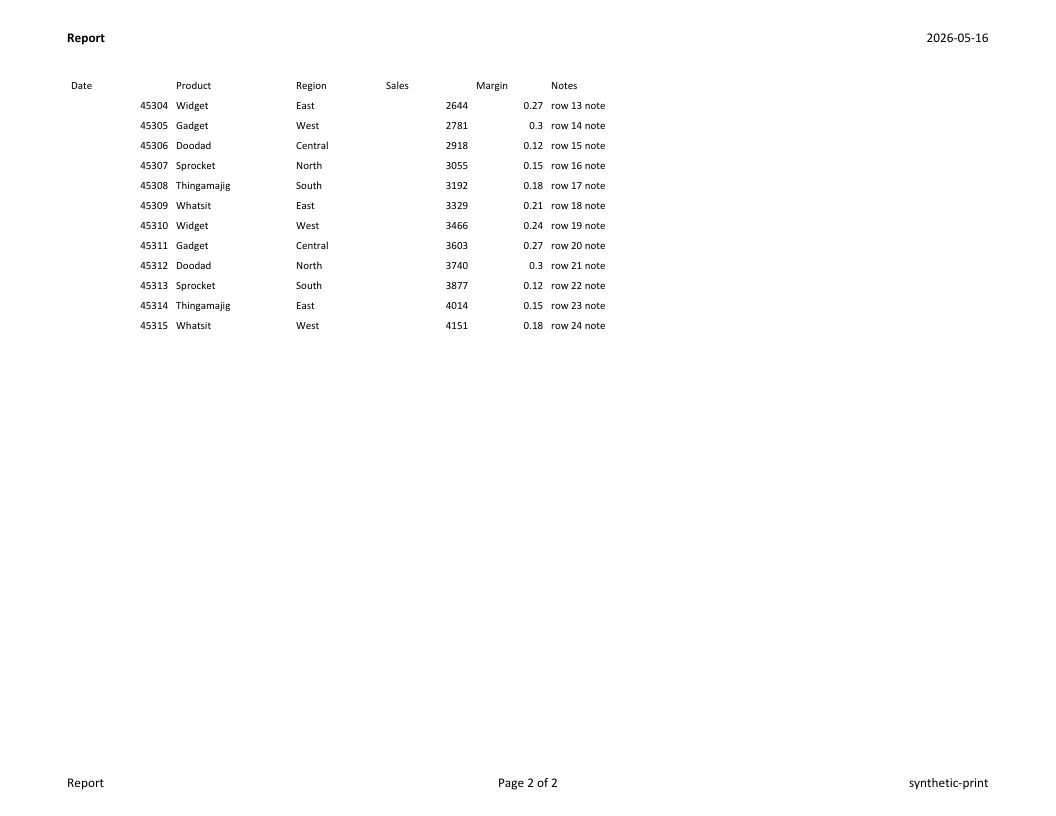 Report 2026-05-16
Date Product Region Sales Margin Notes
45304 Widget East 2644 0.27 row 13 note
45305 Gadget West 2781 0.3 row 14 note
45306 Doodad Central 2918 0.12 row 15 note
45307 Sprocket North 3055 0.15 row 16 note
45308 Thingamajig South 3192 0.18 row 17 note
45309 Whatsit East 3329 0.21 row 18 note
45310 Widget West 3466 0.24 row 19 note
45311 Gadget Central 3603 0.27 row 20 note
45312 Doodad North 3740 0.3 row 21 note
45313 Sprocket South 3877 0.12 row 22 note
45314 Thingamajig East 4014 0.15 row 23 note
45315 Whatsit West 4151 0.18 row 24 note
Report Page 2 of 2 synthetic-print